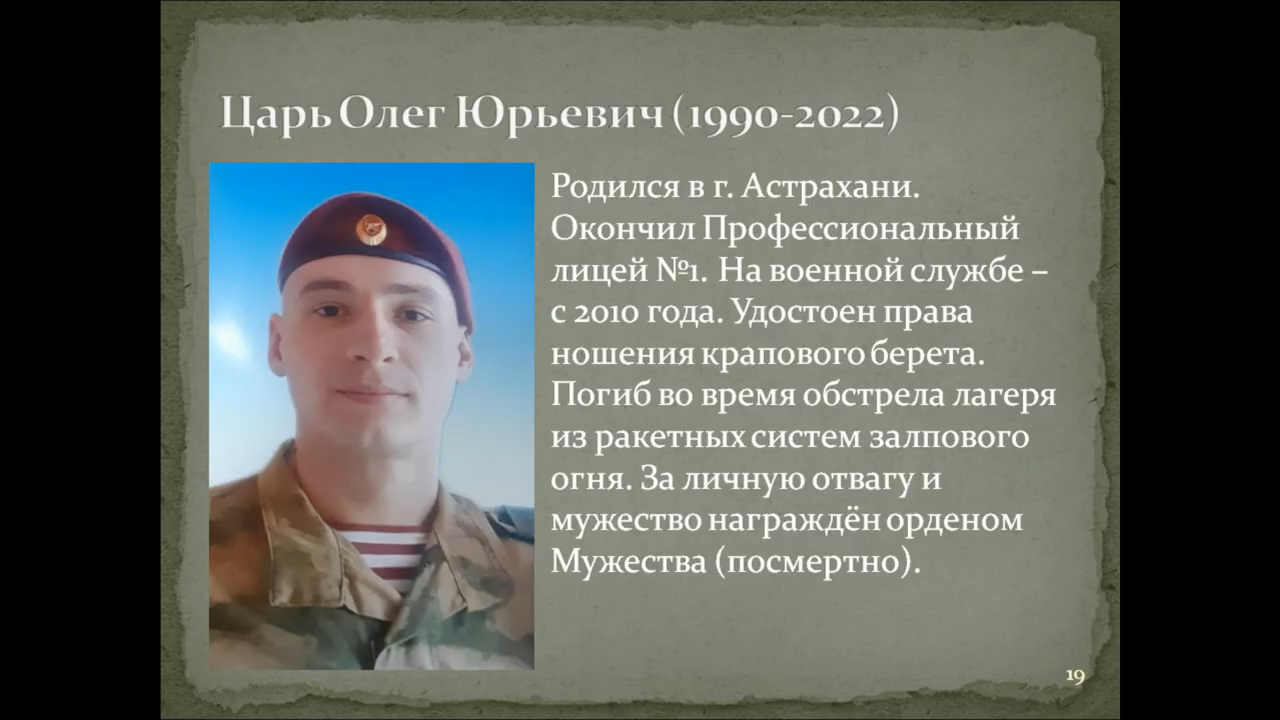 Царь Олег Юрьевич (1990-2022)
Родился в г. Астрахани.
Окончил Профессиональный
лицей №1. На военной службе –
с 2010 года. Удостоен права
ношения крапового берета.
Погиб во время обстрела лагеря
из ракетных систем залпового
огня. За личную отвагу и
мужество награждён орденом
Мужества (посмертно).
19